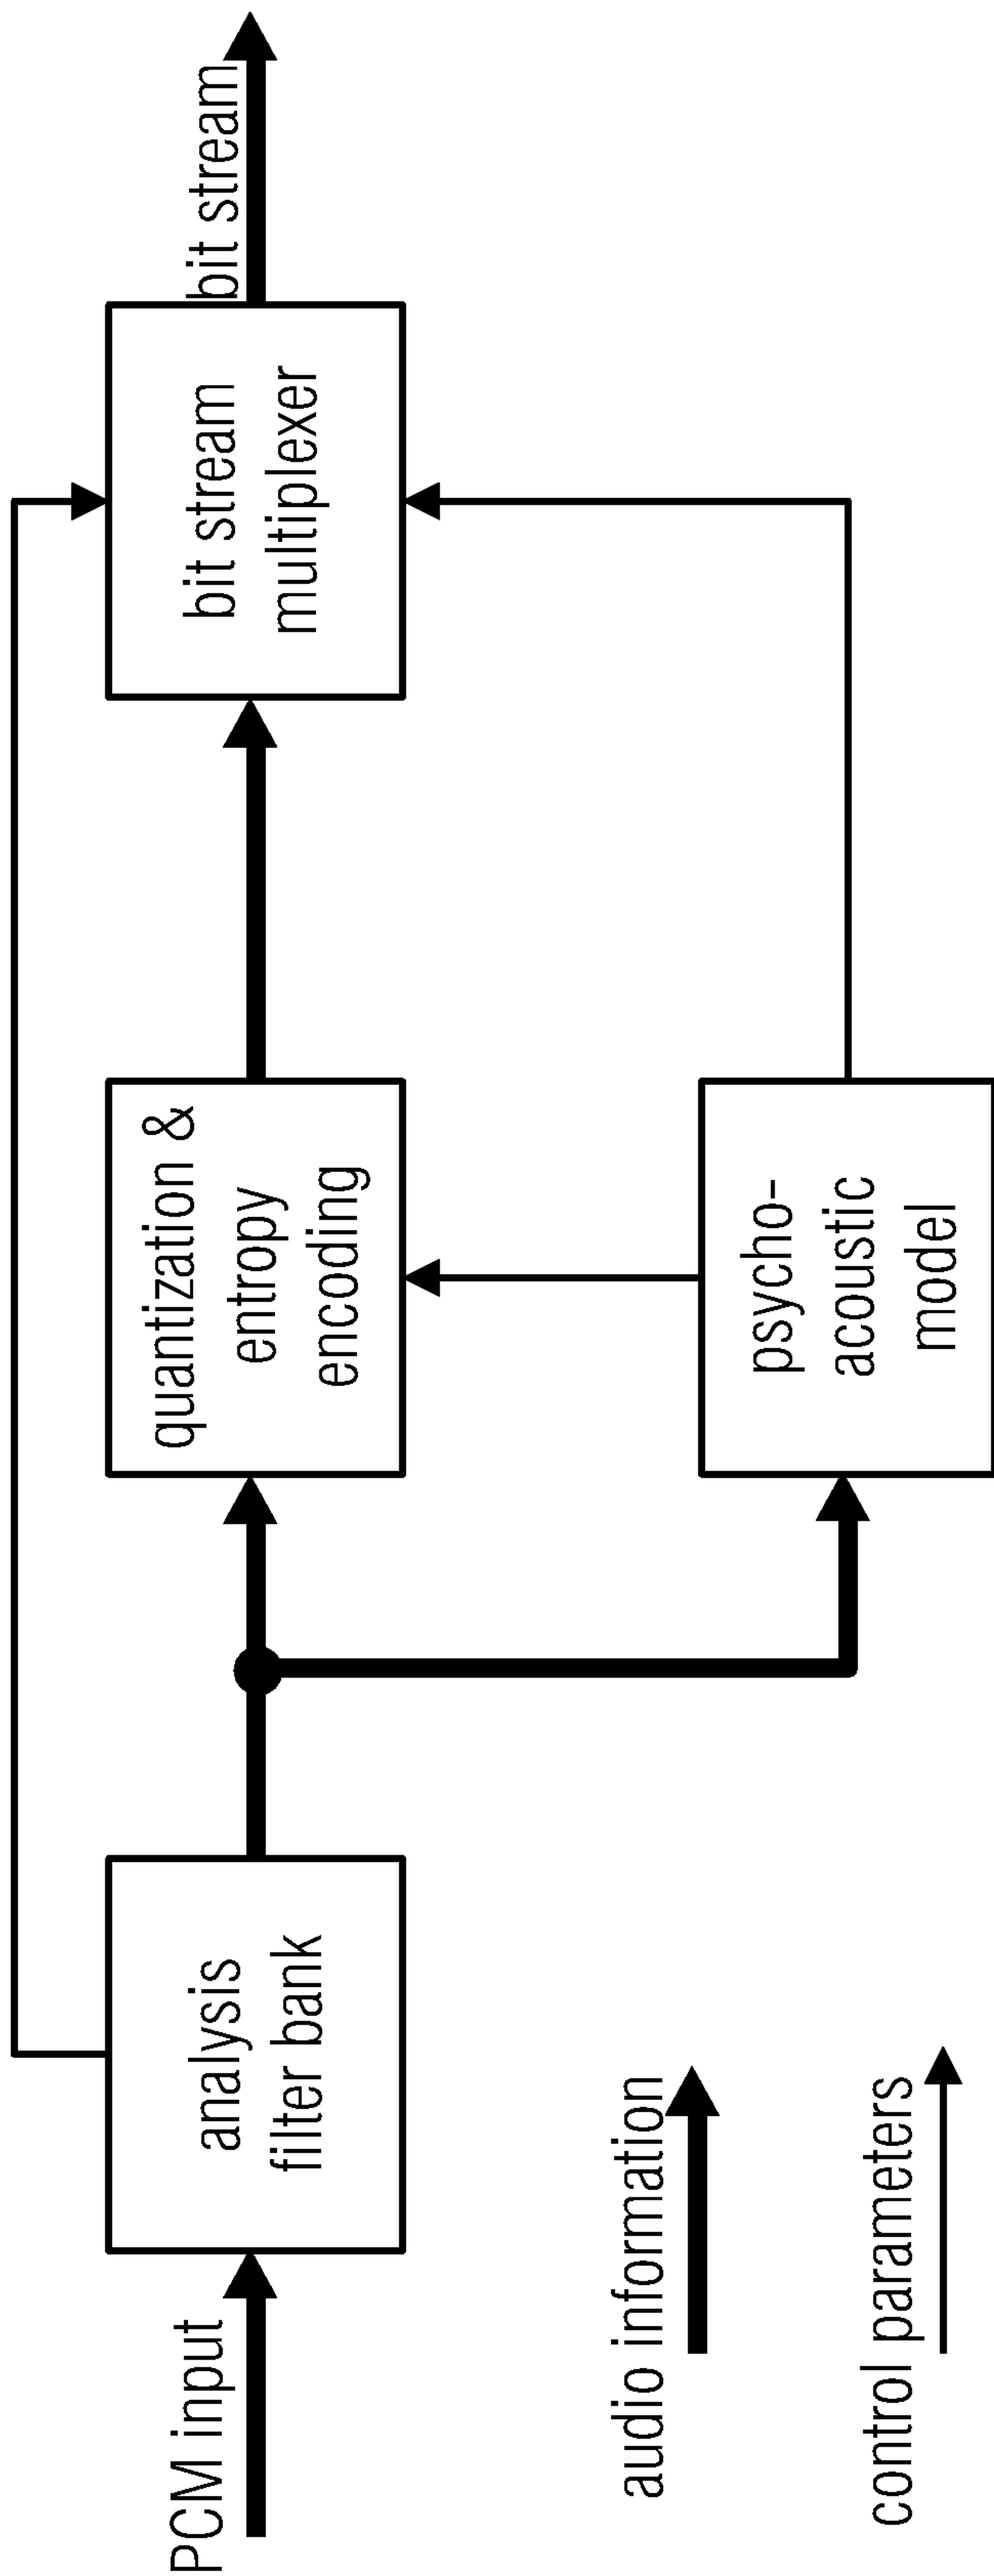 PCM input
analysis
filter bank
quantization &
entropy
encoding
bit stream
multiplexer
bit stream
psycho-
acoustic
model
audio information
control parameters